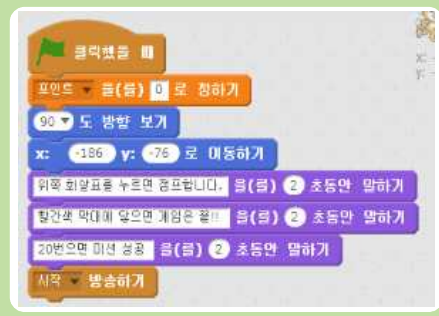 클릭했을 때
포인트 을(를) 0 로 정하기
90 도 방향 보기
x: -186 y: -76 로 이동하기
위쪽 화살표를 누르면 점프합니다. 을(를) 2 초동안 말하기
빨간색 막대에 닿으면 게임은 끝!! 을(를) 2 초동안 말하기
20번으면 미션 성공 을(를) 2 초동안 말하기
시작 방송하기
x:
y: